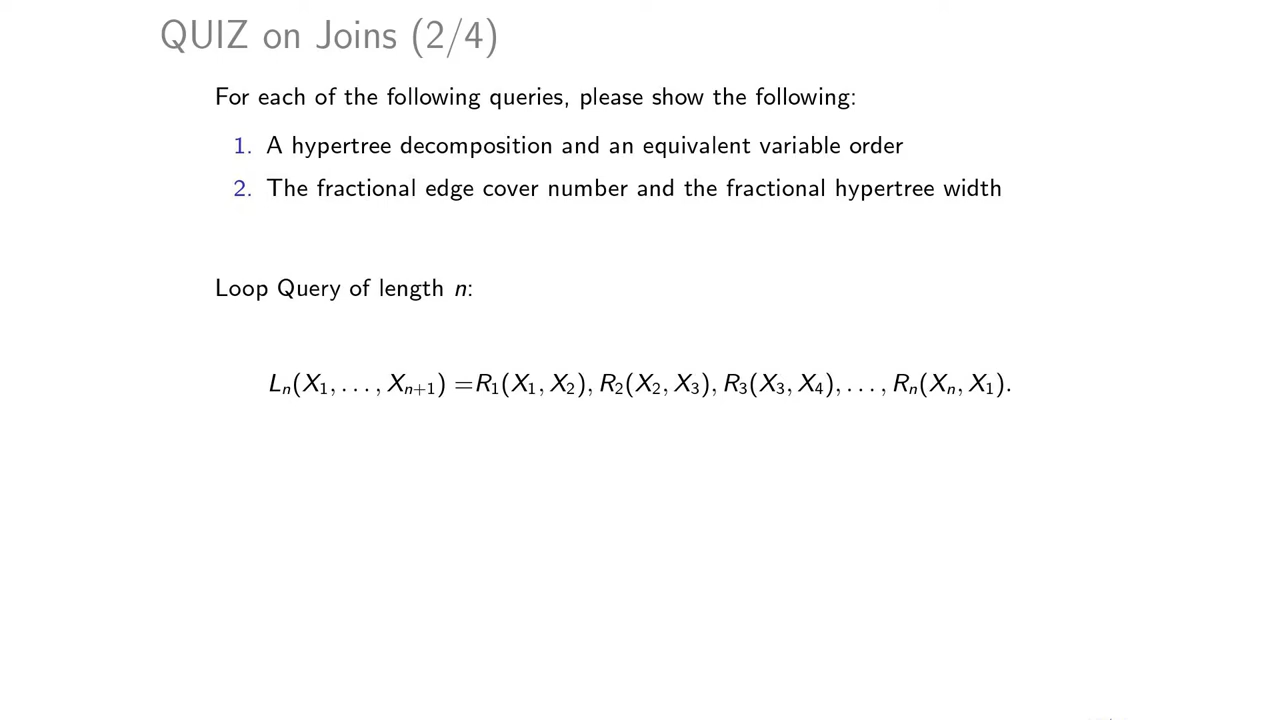 QUIZ on Joins (2/4)
For each of the following queries, please show the following:
1. A hypertree decomposition and an equivalent variable order
2. The fractional edge cover number and the fractional hypertree width
Loop Query of length n:
Lₙ(X₁, . . . , Xₙ₊₁) =R₁(X₁, X₂), R₂(X₂, X₃), R₃(X₃, X₄), . . . , Rₙ(Xₙ, X₁).